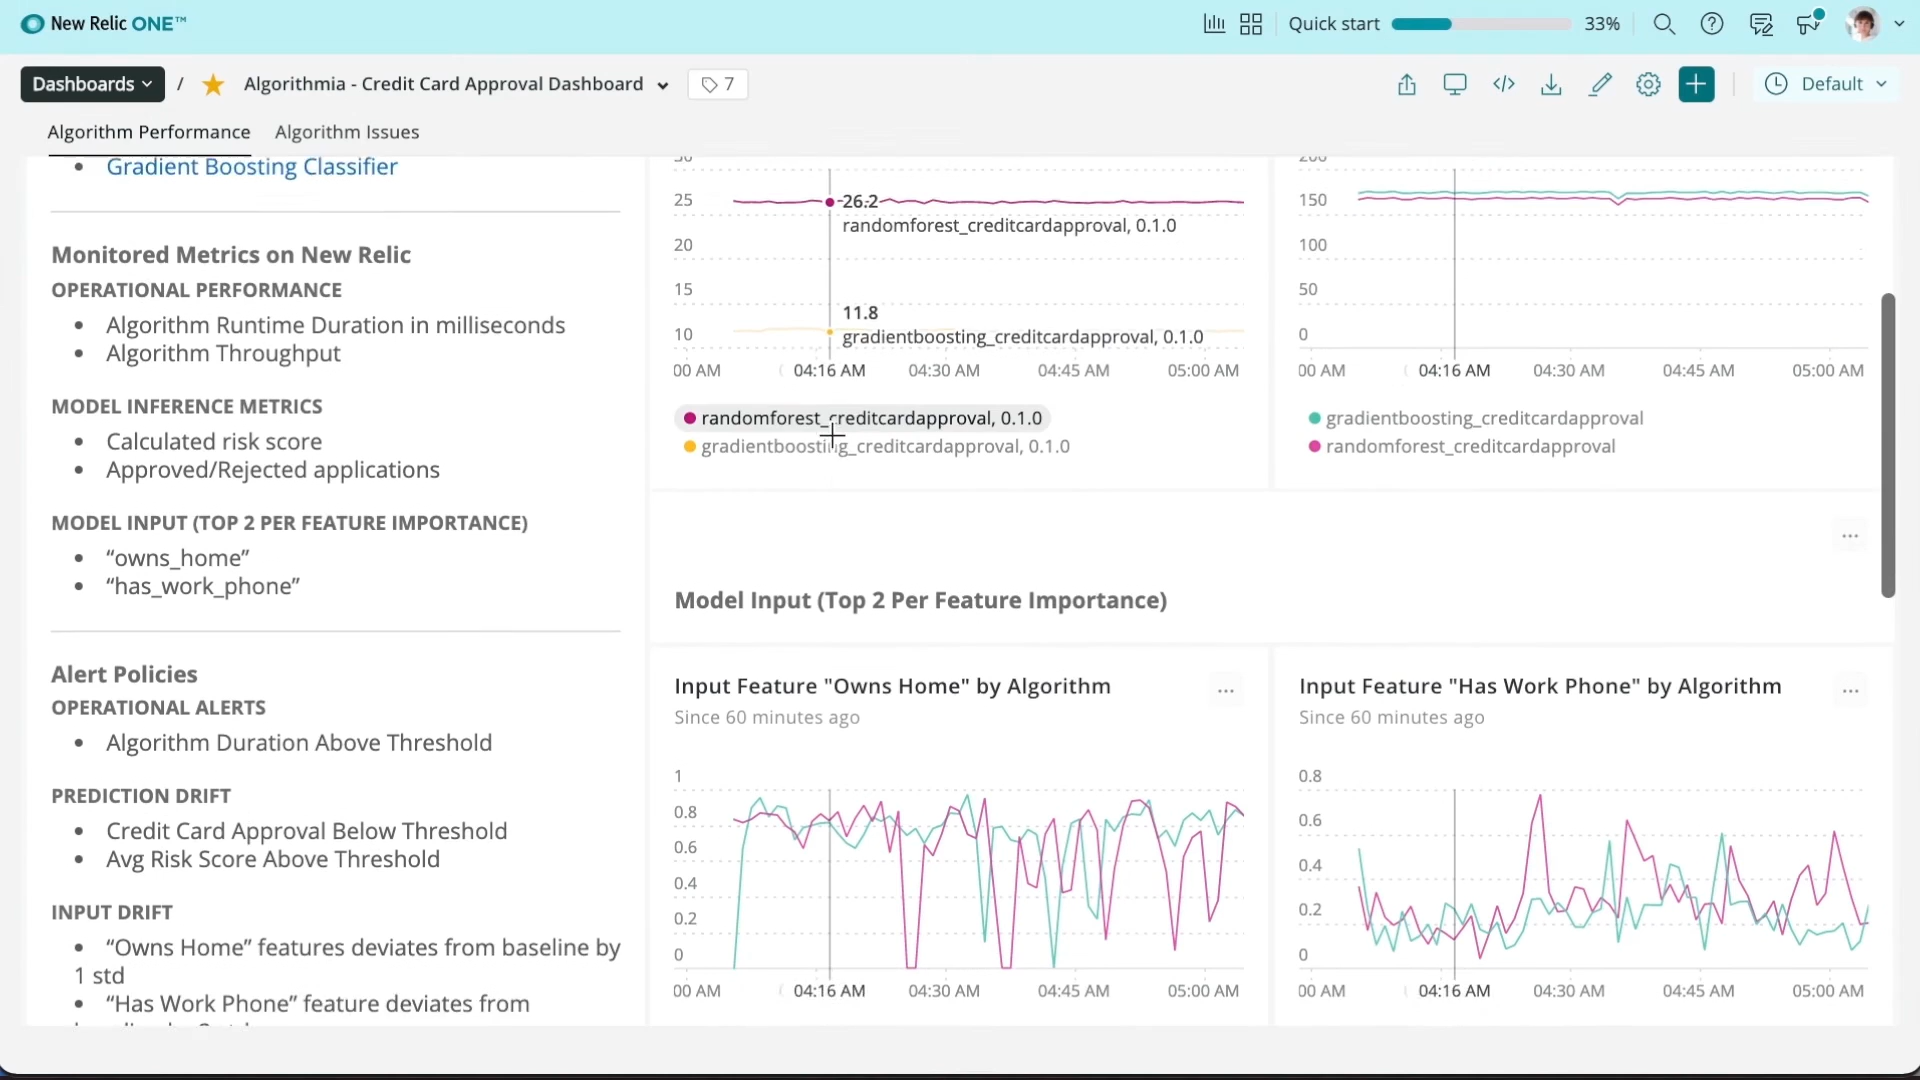 New Relic ONE™
Quick start
33%
Dashboards
/
Algorithmia - Credit Card Approval Dashboard
7
Default
Algorithm Performance
Algorithm Issues
Gradient Boosting Classifier
Monitored Metrics on New Relic
OPERATIONAL PERFORMANCE
Algorithm Runtime Duration in milliseconds
Algorithm Throughput
MODEL INFERENCE METRICS
Calculated risk score
Approved/Rejected applications
MODEL INPUT (TOP 2 PER FEATURE IMPORTANCE)
“owns_home”
“has_work_phone”
Alert Policies
OPERATIONAL ALERTS
Algorithm Duration Above Threshold
PREDICTION DRIFT
Credit Card Approval Below Threshold
Avg Risk Score Above Threshold
INPUT DRIFT
“Owns Home” features deviates from baseline by
1 std
“Has Work Phone” feature deviates from
25
20
15
10
26.2
randomforest_creditcardapproval, 0.1.0
11.8
gradientboosting_creditcardapproval, 0.1.0
00 AM 04:16 AM 04:30 AM 04:45 AM 05:00 AM
randomforest_creditcardapproval, 0.1.0
gradientboosting_creditcardapproval, 0.1.0
200
150
100
50
0
00 AM 04:16 AM 04:30 AM 04:45 AM 05:00 AM
gradientboosting_creditcardapproval
randomforest_creditcardapproval
Model Input (Top 2 Per Feature Importance)
Input Feature "Owns Home" by Algorithm
Since 60 minutes ago
1
0.8
0.6
0.4
0.2
0
00 AM 04:16 AM 04:30 AM 04:45 AM 05:00 AM
Input Feature "Has Work Phone" by Algorithm
Since 60 minutes ago
0.8
0.6
0.4
0.2
0
00 AM 04:16 AM 04:30 AM 04:45 AM 05:00 AM